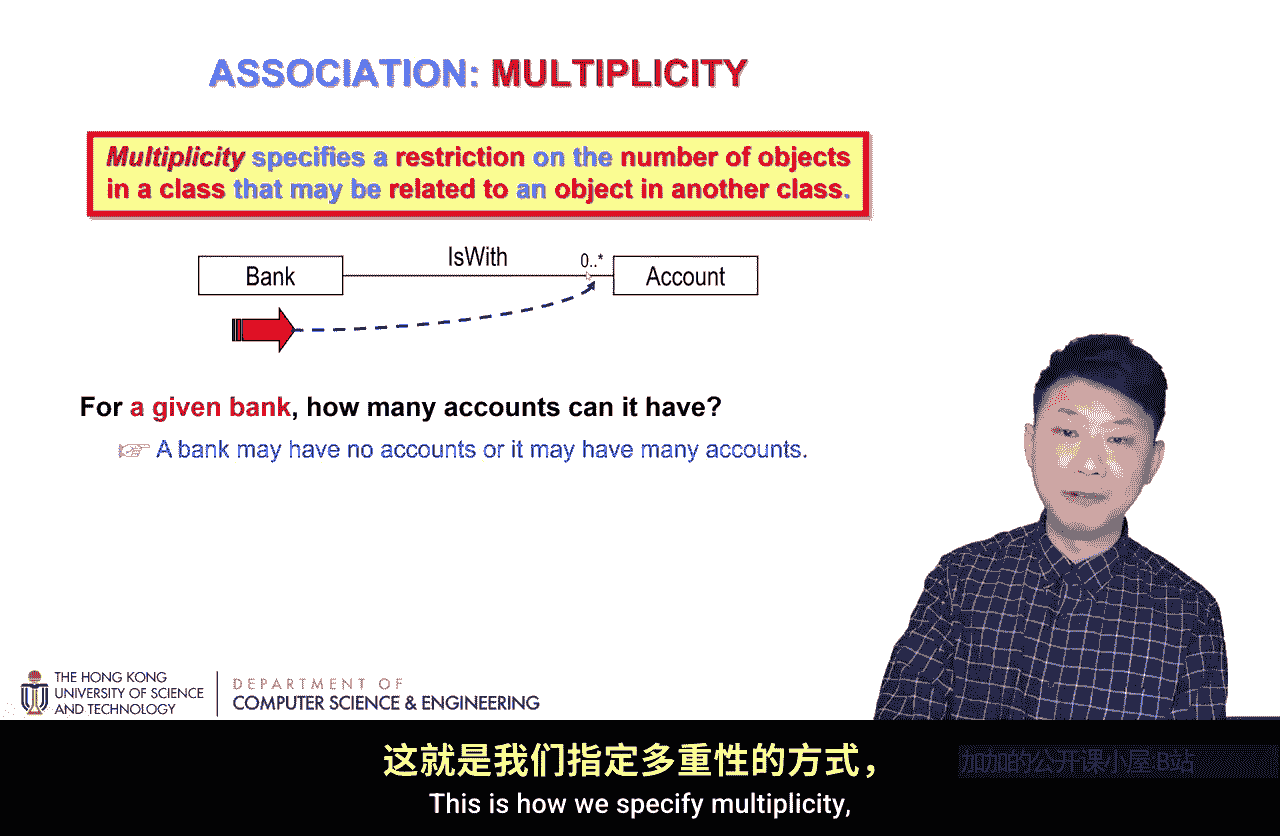 ASSOCIATION: MULTIPLICITY
Multiplicity specifies a restriction on the number of objects
in a class that may be related to an object in another class.
Bank
IsWith
0..*
Account
For a given bank, how many accounts can it have?
☞ A bank may have no accounts or it may have many accounts.
THE HONG KONG
UNIVERSITY OF SCIENCE
AND TECHNOLOGY
DEPARTMENT OF
COMPUTER SCIENCE & ENGINEERING
这就是我们指定多重性的方式，
加加的公开课小屋·B站
This is how we specify multiplicity,